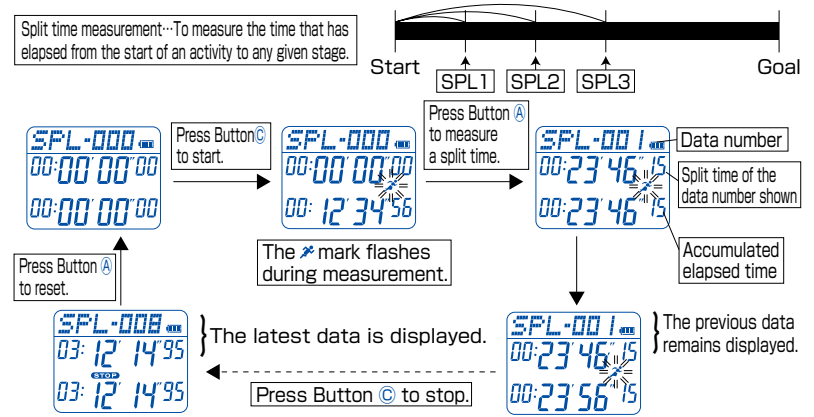 Split time measurement…To measure the time that has
elapsed from the start of an activity to any given stage.
Start
SPL1
SPL2
SPL3
Goal
SPL-000
00:00'00"00
00:00'00"00
Press Button Ⓒ
to start.
SPL-000
00:00'00"00
00:12'34"56
The mark flashes
during measurement.
Press Button Ⓐ
to measure
a split time.
SPL-001
00:23'46"15
00:23'46"15
Data number
Split time of the
data number shown
Accumulated
elapsed time
Press Button Ⓐ
to reset.
SPL-008
03:12'14"95
STOP
03:12'14"95
The latest data is displayed.
Press Button Ⓒ to stop.
SPL-001
00:23'46"15
00:23'56"15
The previous data
remains displayed.